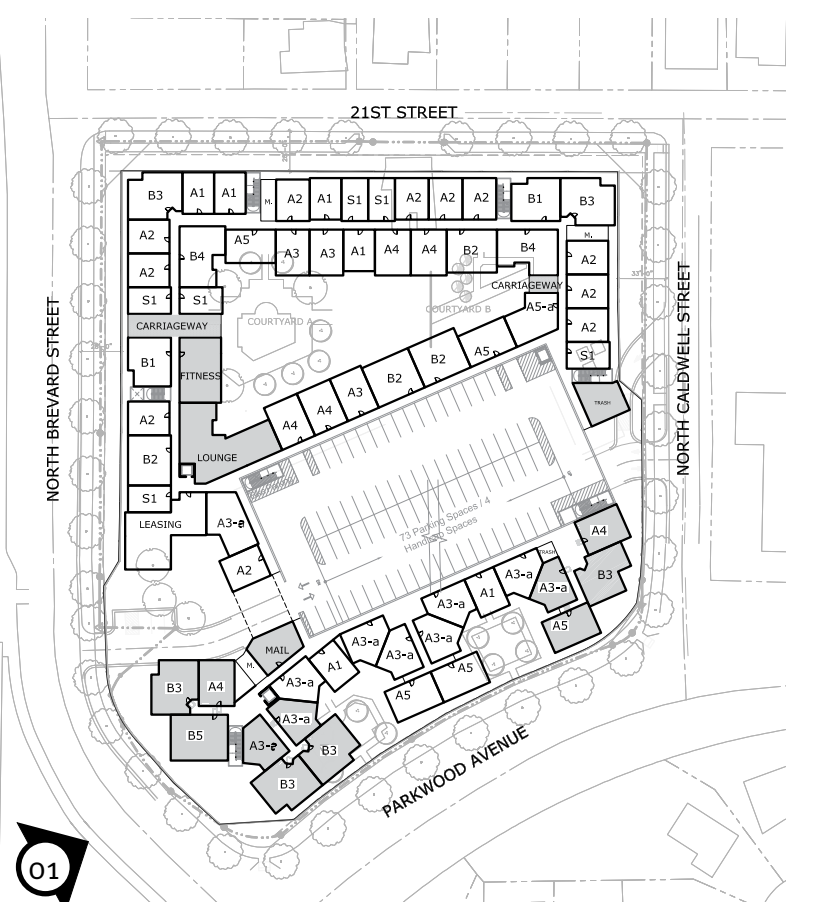 21ST STREET
B3
A1
A1
M.
A2
A1
S1
S1
A2
A2
A2
B1
B3
A2
B4
A5
A3
A3
A1
A4
A4
B2
B4
M.
A2
A2
S1
S1
CARRIAGEWAY
A5-a
A2
CARRIAGEWAY
COURTYARD A
COURTYARD B
A2
B1
FITNESS
A4
A4
A3
B2
B2
A5
S1
A2
B2
S1
LOUNGE
TRASH
LEASING
A3-a
A2
73 Parking Spaces / 4
Handicap Spaces
A4
B3
A5
TRASH
A3-a
A3-a
A1
A3-a
A3-a
A3-a
A3-a
A1
A3-a
A5
A5
MAIL
M.
B3
A4
B5
A3-a
A3-a
B3
B3
NORTH BREVARD STREET
NORTH CALDWELL STREET
PARKWOOD AVENUE
01